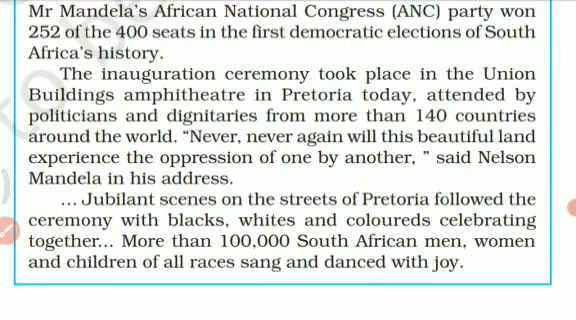 Mr Mandela's African National Congress (ANC) party won
252 of the 400 seats in the first democratic elections of South
Africa's history.
The inauguration ceremony took place in the Union
Buildings amphitheatre in Pretoria today, attended by
politicians and dignitaries from more than 140 countries
around the world. “Never, never again will this beautiful land
experience the oppression of one by another, ” said Nelson
Mandela in his address.
... Jubilant scenes on the streets of Pretoria followed the
ceremony with blacks, whites and coloureds celebrating
together... More than 100,000 South African men, women
and children of all races sang and danced with joy.